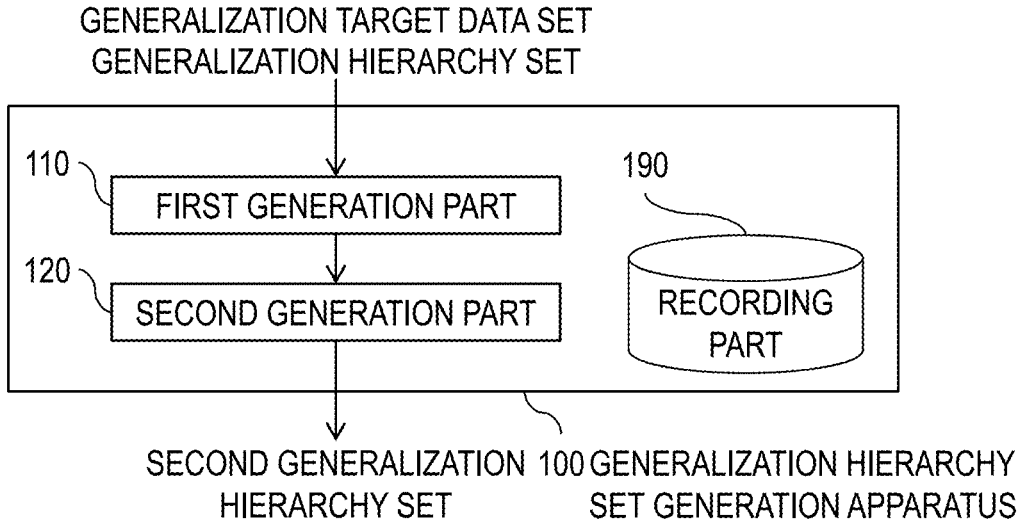 GENERALIZATION TARGET DATA SET
GENERALIZATION HIERARCHY SET
110
FIRST GENERATION PART
120
SECOND GENERATION PART
190
RECORDING
PART
SECOND GENERALIZATION
HIERARCHY SET
100 GENERALIZATION HIERARCHY
SET GENERATION APPARATUS